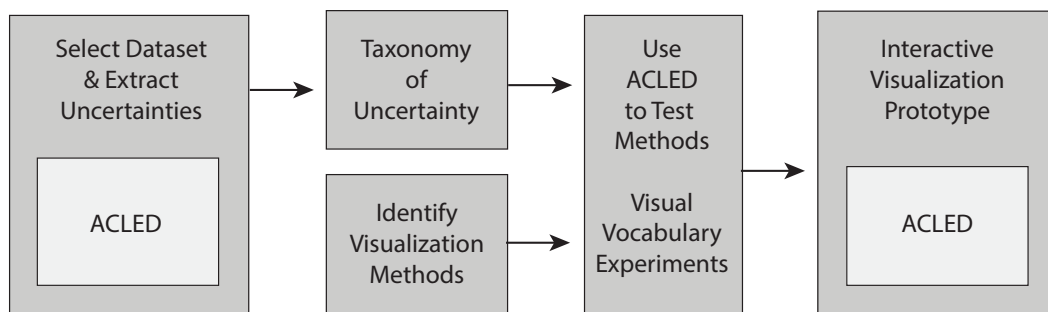 Select Dataset
& Extract
Uncertainties
ACLED
Taxonomy
of
Uncertainty
Identify
Visualization
Methods
Use
ACLED
to Test
Methods
Visual
Vocabulary
Experiments
Interactive
Visualization
Prototype
ACLED